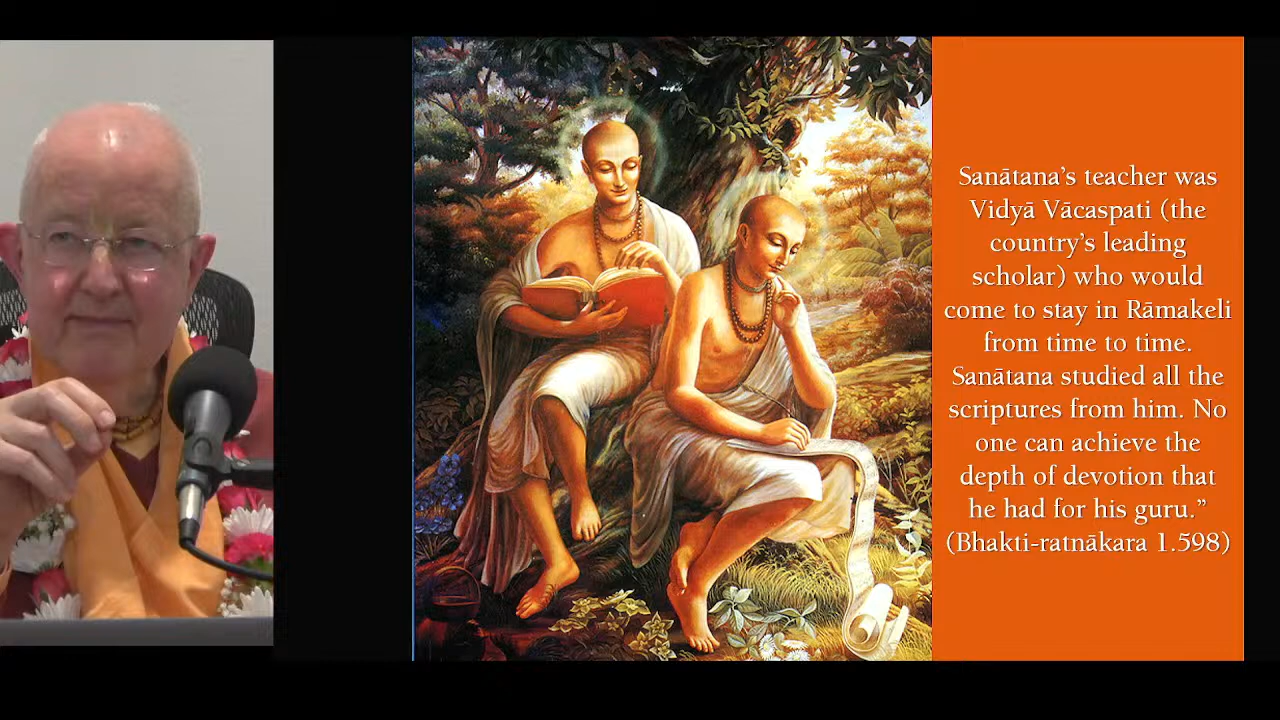 Sanātana's teacher was
Vidyā Vācaspati (the
country's leading
scholar) who would
come to stay in Rāmakeli
from time to time.
Sanātana studied all the
scriptures from him. No
one can achieve the
depth of devotion that
he had for his guru.”
(Bhakti-ratnākara 1.598)